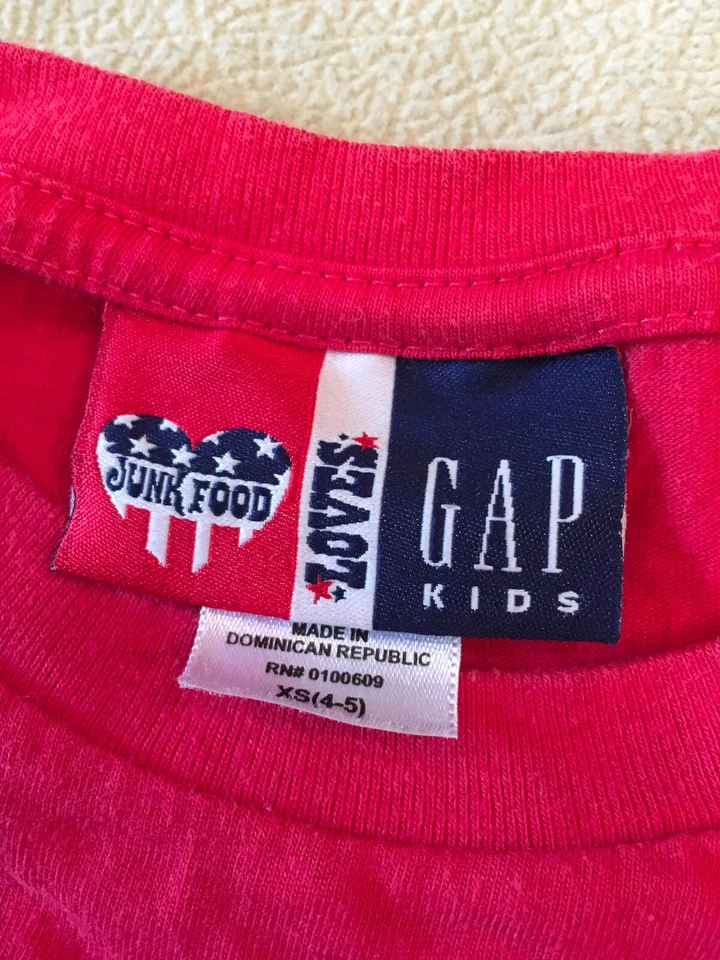 JUNK FOOD
LOVES
GAP
KIDS
MADE IN
DOMINICAN REPUBLIC
RN# 0100609
XS(4-5)